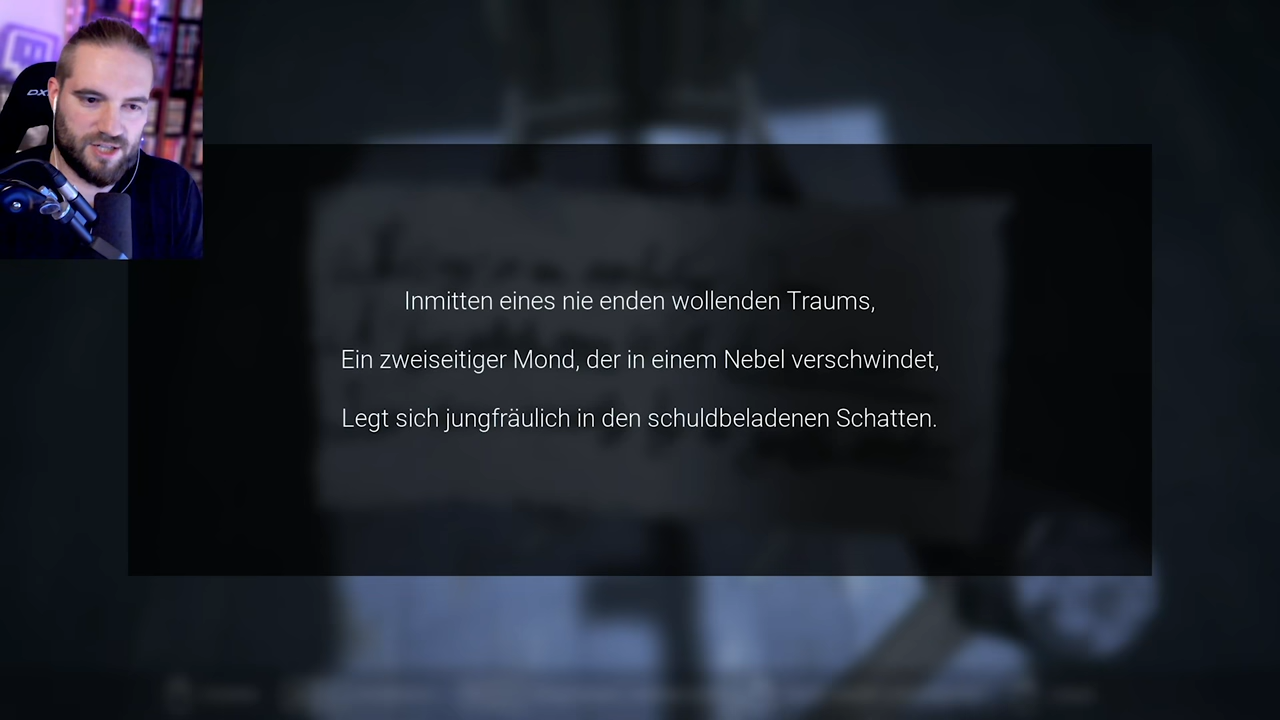 DX
Inmitten eines nie enden wollenden Traums,
Ein zweiseitiger Mond, der in einem Nebel verschwindet,
Legt sich jungfräulich in den schuldbeladenen Schatten.